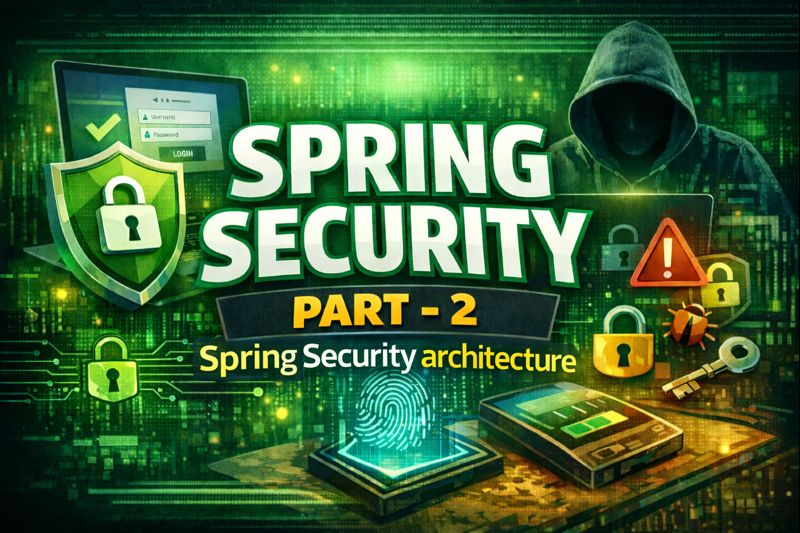 Username
Password
LOGIN
SPRING
SECURITY
PART - 2
Spring Security architecture